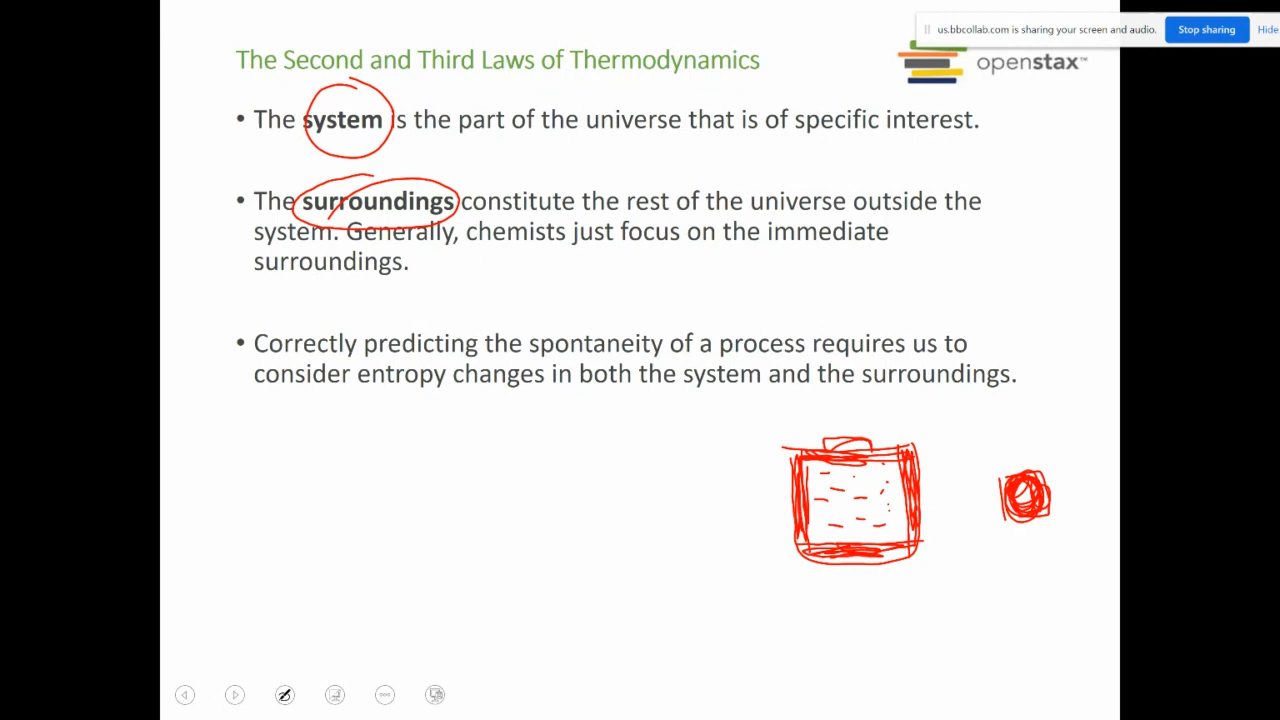 us.bbcollab.com is sharing your screen and audio. Stop sharing Hide
The Second and Third Laws of Thermodynamics
openstax™
• The system is the part of the universe that is of specific interest.
• The surroundings constitute the rest of the universe outside the
system. Generally, chemists just focus on the immediate
surroundings.
• Correctly predicting the spontaneity of a process requires us to
consider entropy changes in both the system and the surroundings.